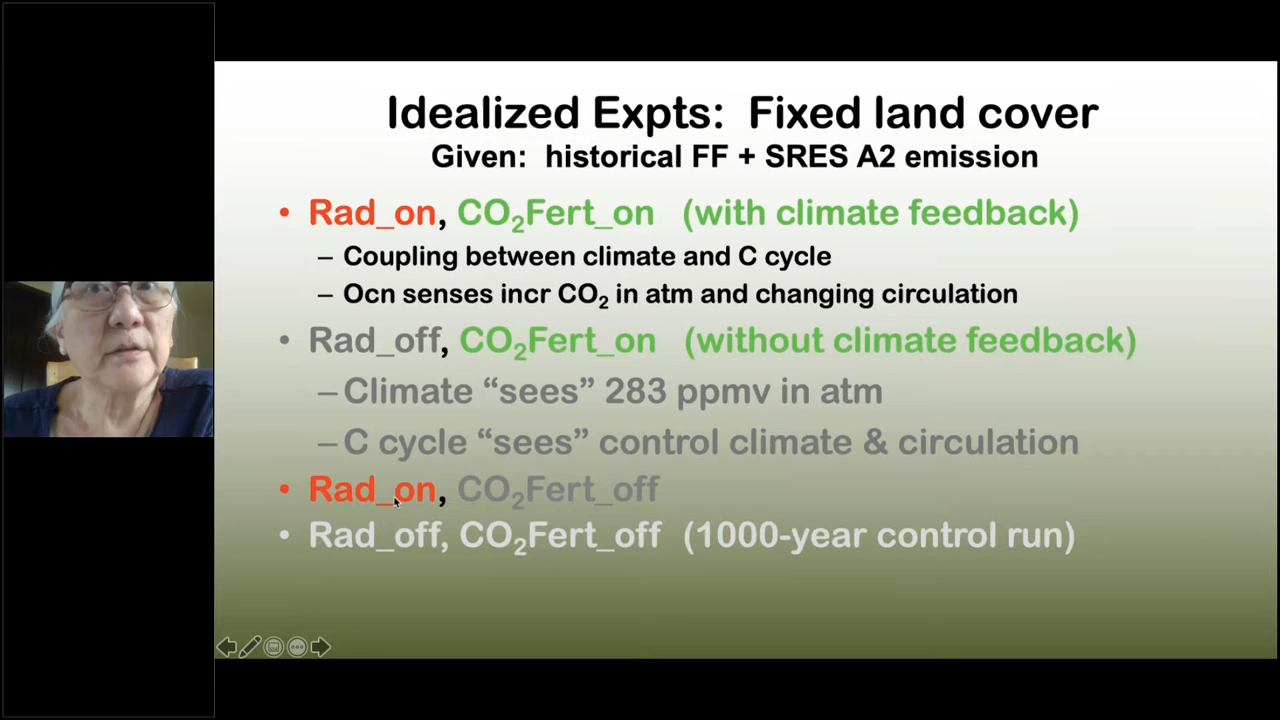 Idealized Expts: Fixed land cover
Given: historical FF + SRES A2 emission
• Rad_on, CO₂Fert_on (with climate feedback)
– Coupling between climate and C cycle
– Ocn senses incr CO₂ in atm and changing circulation
• Rad_off, CO₂Fert_on (without climate feedback)
– Climate “sees” 283 ppmv in atm
– C cycle “sees” control climate & circulation
• Rad_on, CO₂Fert_off
• Rad_off, CO₂Fert_off (1000-year control run)